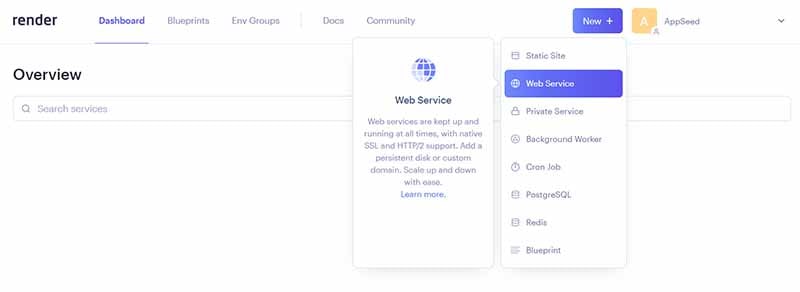 render Dashboard Blueprints Env Groups Docs Community New + A AppSeed
Overview
Search services
Web Service
Web services are kept up and
running at all times, with native
SSL and HTTP/2 support. Add a
persistent disk or custom
domain. Scale up and down
with ease.
Learn more.
Static Site
Web Service
Private Service
Background Worker
Cron Job
PostgreSQL
Redis
Blueprint